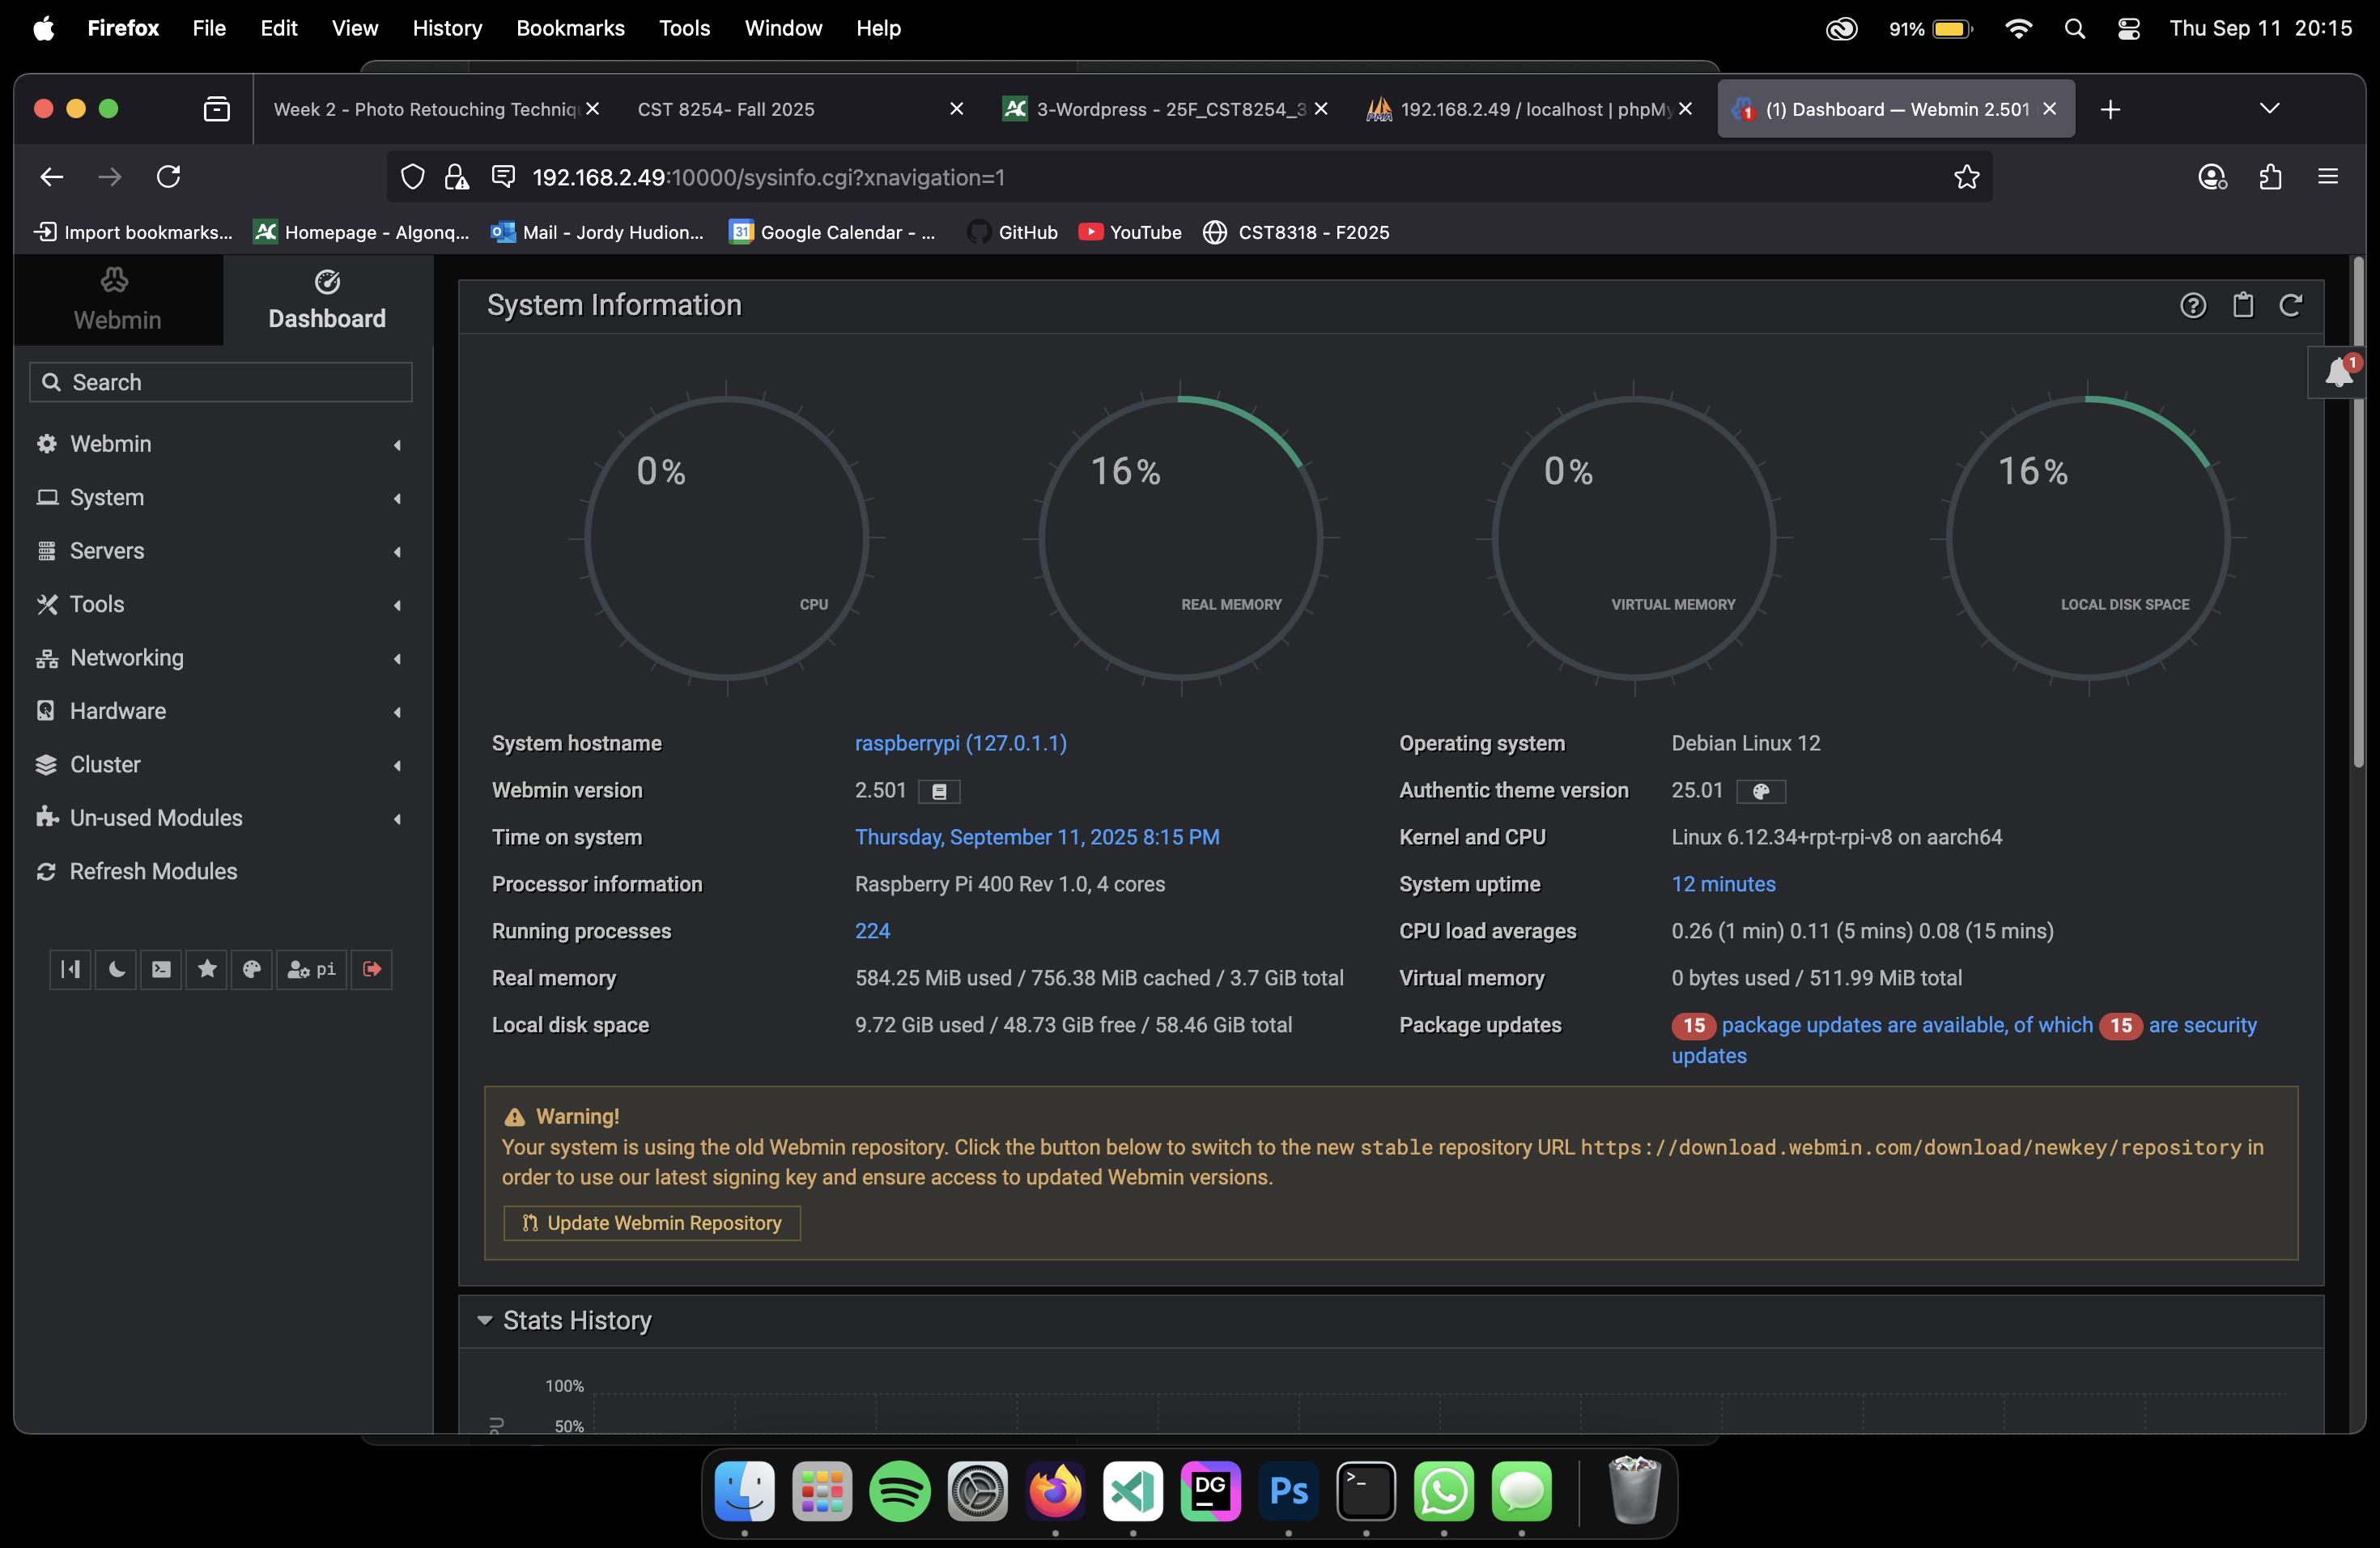 Firefox File Edit View History Bookmarks Tools Window Help 91% Thu Sep 11 20:15
Week 2 - Photo Retouching Techniqu CST 8254- Fall 2025 3-Wordpress - 25F_CST8254_3 192.168.2.49 / localhost | phpMy (1) Dashboard — Webmin 2.501
192.168.2.49:10000/sysinfo.cgi?xnavigation=1
Import bookmarks... Homepage - Algonq... Mail - Jordy Hudion... 31 Google Calendar - ... GitHub YouTube CST8318 - F2025
Webmin
Dashboard
Search
Webmin
System
Servers
Tools
Networking
Hardware
Cluster
Un-used Modules
Refresh Modules
pi
System Information
1
0%
CPU
16%
REAL MEMORY
0%
VIRTUAL MEMORY
16%
LOCAL DISK SPACE
System hostname raspberrypi (127.0.1.1) Operating system Debian Linux 12
Webmin version 2.501 Authentic theme version 25.01
Time on system Thursday, September 11, 2025 8:15 PM Kernel and CPU Linux 6.12.34+rpt-rpi-v8 on aarch64
Processor information Raspberry Pi 400 Rev 1.0, 4 cores System uptime 12 minutes
Running processes 224 CPU load averages 0.26 (1 min) 0.11 (5 mins) 0.08 (15 mins)
Real memory 584.25 MiB used / 756.38 MiB cached / 3.7 GiB total Virtual memory 0 bytes used / 511.99 MiB total
Local disk space 9.72 GiB used / 48.73 GiB free / 58.46 GiB total Package updates 15 package updates are available, of which 15 are security
updates
Warning!
Your system is using the old Webmin repository. Click the button below to switch to the new stable repository URL https://download.webmin.com/download/newkey/repository in
order to use our latest signing key and ensure access to updated Webmin versions.
Update Webmin Repository
Stats History
100%
50%
DG
Ps